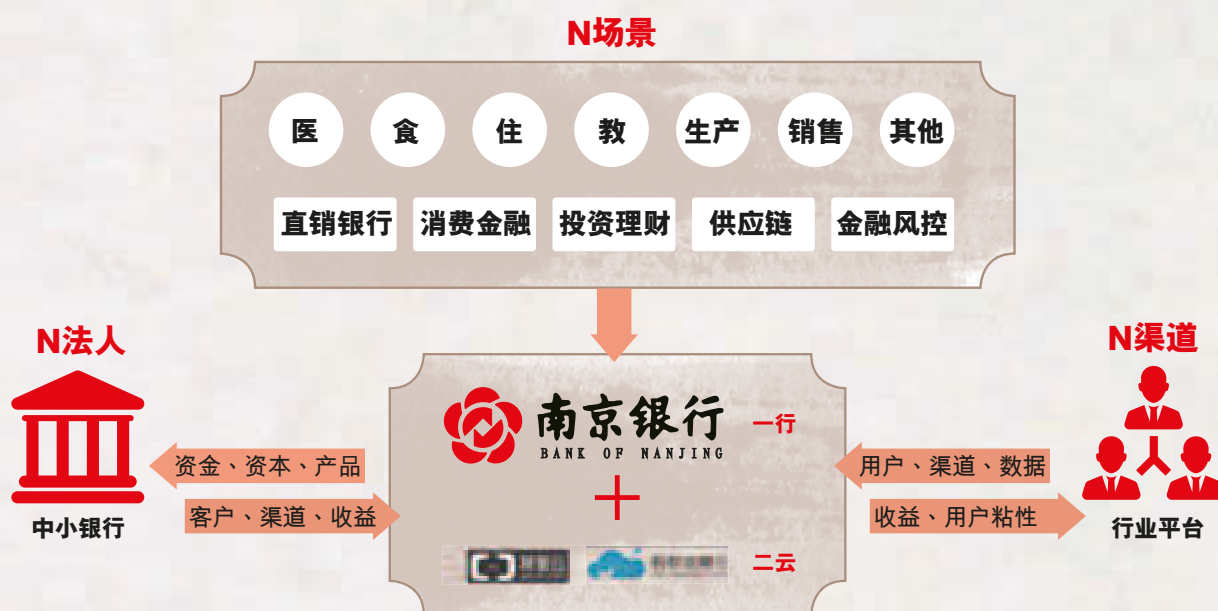 N场景
医 食 住 教 生产 销售 其他
直销银行 消费金融 投资理财 供应链 金融风控
N法人
N渠道
南京银行 一行
BANK OF NANJING
资金、资本、产品
用户、渠道、数据
客户、渠道、收益
收益、用户粘性
中小银行
行业平台
二云